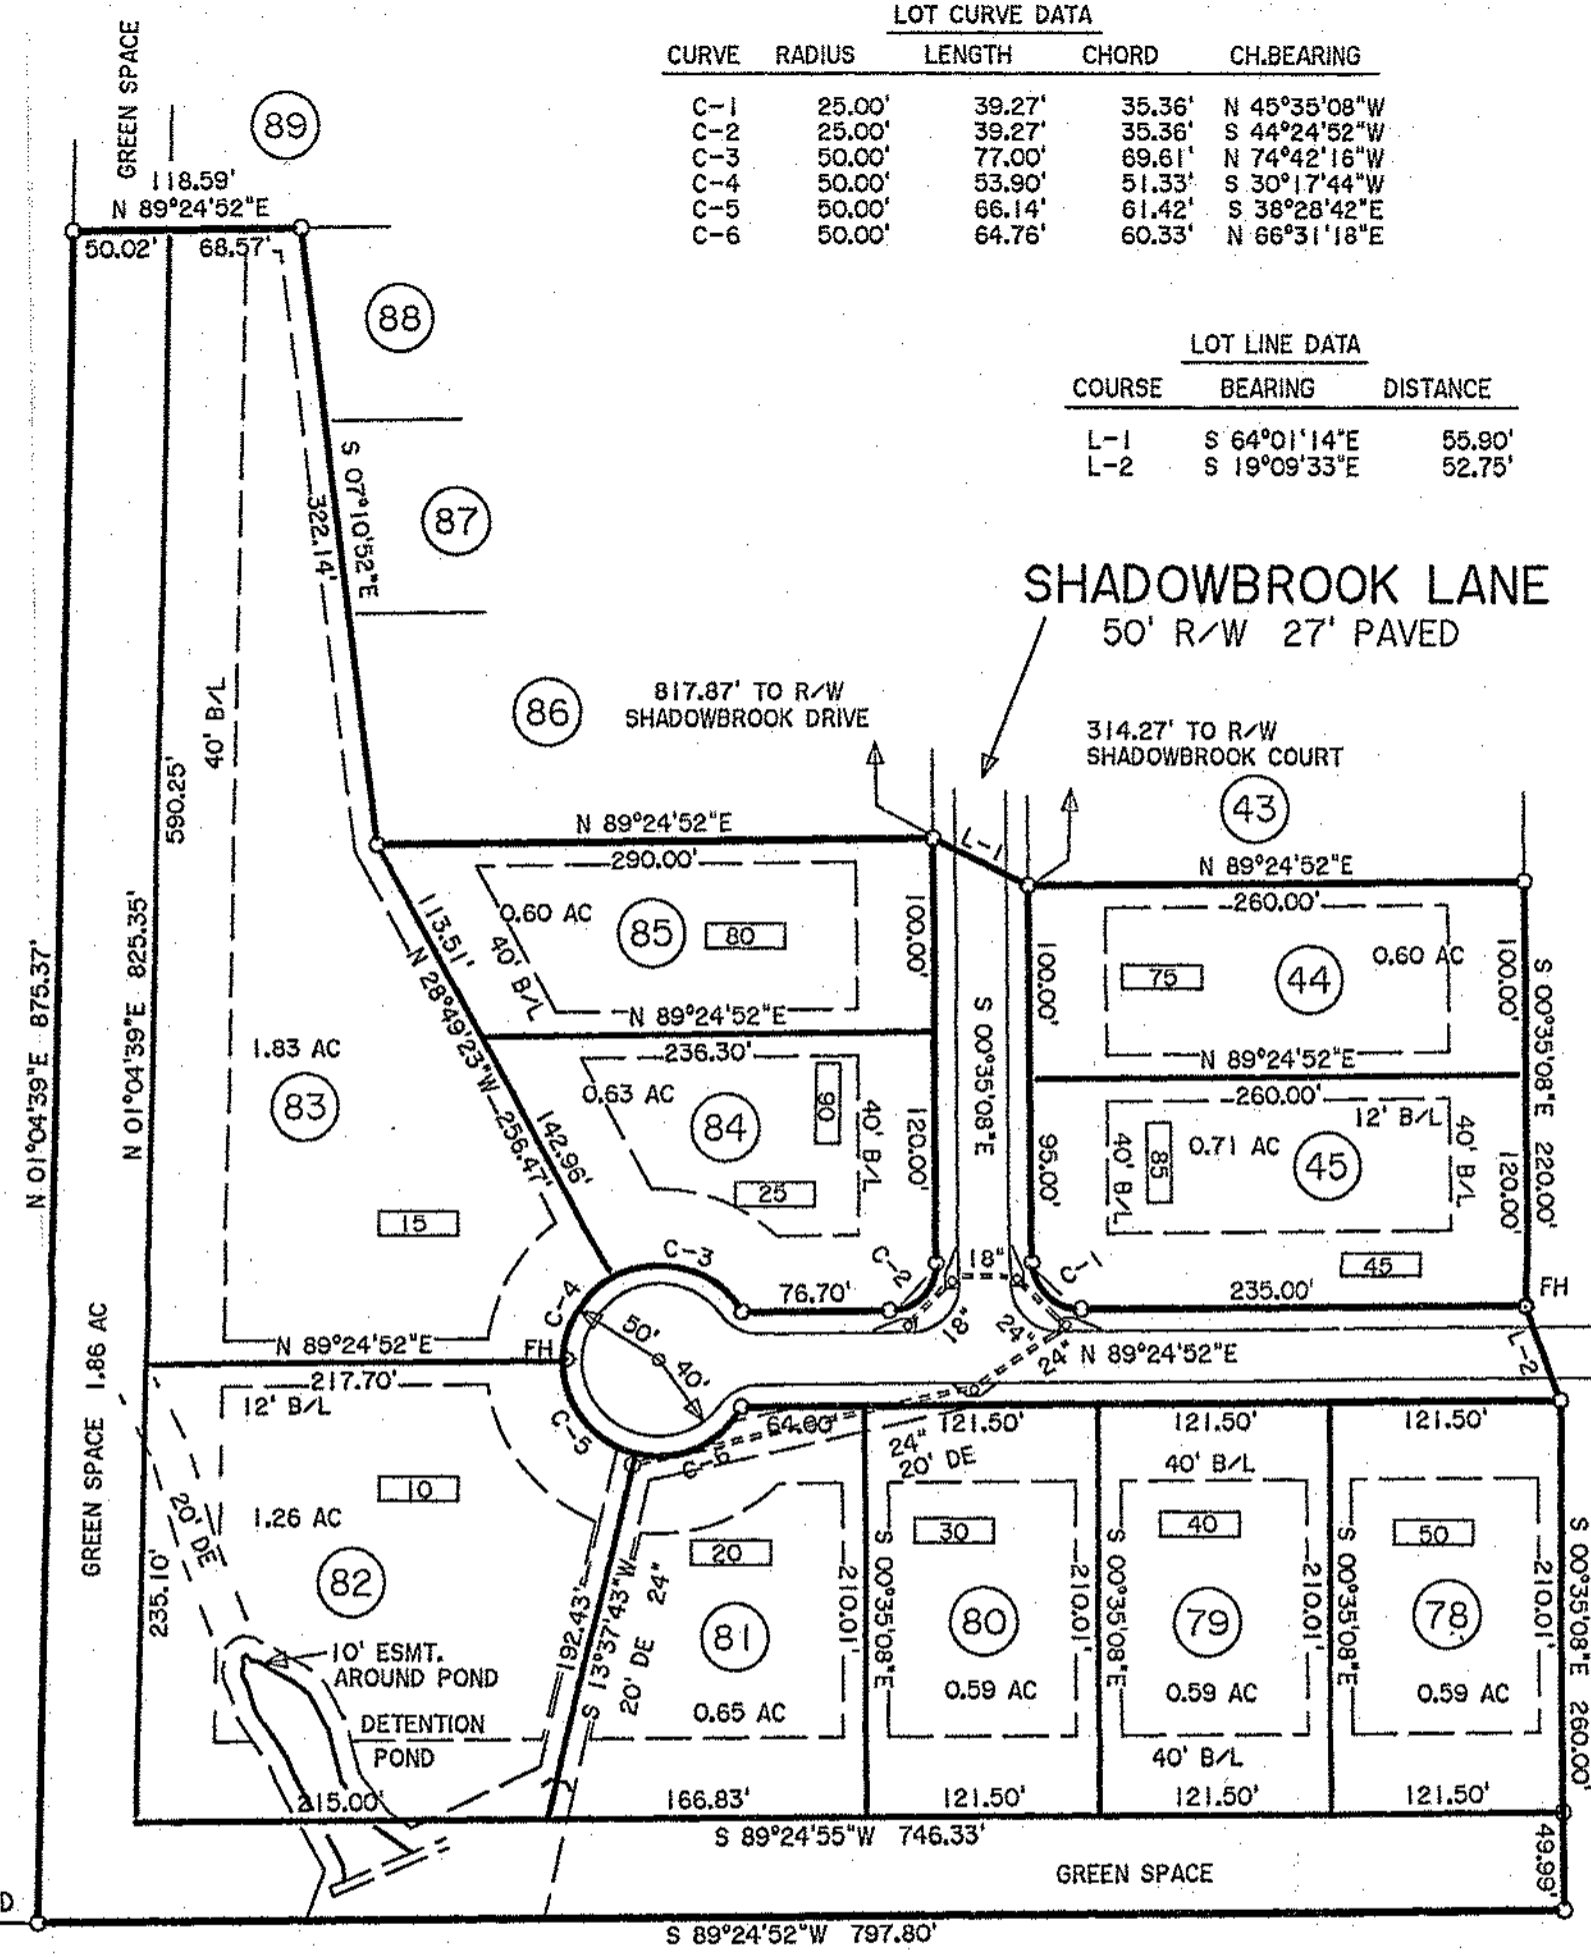 LOT CURVE DATA
CURVE RADIUS LENGTH CHORD CH.BEARING
C-1 25.00' 39.27' 35.36' N 45°35'08"W
C-2 25.00' 39.27' 35.36' S 44°24'52"W
C-3 50.00' 77.00' 69.61' N 74°42'16"W
C-4 50.00' 53.90' 51.33' S 30°17'44"W
C-5 50.00' 66.14' 61.42' S 38°28'42"E
C-6 50.00' 64.76' 60.33' N 66°31'18"E
LOT LINE DATA
COURSE BEARING DISTANCE
L-1 S 64°01'14"E 55.90'
L-2 S 19°09'33"E 52.75'
GREEN SPACE
89
118.59'
N 89°24'52"E
50.02'
68.57'
88
S 07°10'52"E
322.14'
87
SHADOWBROOK LANE
50' R/W 27' PAVED
86
817.87' TO R/W
SHADOWBROOK DRIVE
314.27' TO R/W
SHADOWBROOK COURT
43
40' B/L
590.25'
N 01°04'39"E 825.35'
N 01°04'39"E 875.37'
N 89°24'52"E
290.00'
L-1
N 89°24'52"E
260.00'
113.51'
0.60 AC
85
80
40' B/L
100.00'
100.00'
0.60 AC
75
44
100.00'
S 00°35'08"E 220.00'
N 28°49'23"W 256.47'
N 89°24'52"E
236.30'
S 00°35'08"E
N 89°24'52"E
260.00'
1.83 AC
83
15
142.96'
0.63 AC
84
90
25
40' B/L
120.00'
95.00'
12' B/L
40' B/L
85
0.71 AC
45
40' B/L
120.00'
45
C-3
C-2
18"
C-1
76.70'
235.00'
FH
C-4
50'
40'
18"
24"
24"
N 89°24'52"E
L-2
N 89°24'52"E
FH
217.70'
12' B/L
C-5
C-6
64.00'
121.50'
121.50'
121.50'
24"
20' DE
40' B/L
GREEN SPACE 1.86 AC
20' DE
10
1.26 AC
82
235.10'
192.43'
S 13°37'43"W
20' DE 24"
20
81
0.65 AC
210.01'
S 00°35'08"E
30
80
0.59 AC
210.01'
S 00°35'08"E
40
79
0.59 AC
40' B/L
210.01'
S 00°35'08"E
50
78
0.59 AC
210.01'
S 00°35'08"E 260.00'
10' ESMT.
AROUND POND
DETENTION
POND
215.00'
166.83'
121.50'
121.50'
121.50'
S 89°24'55"W 746.33'
GREEN SPACE
49.99'
D
S 89°24'52"W 797.80'